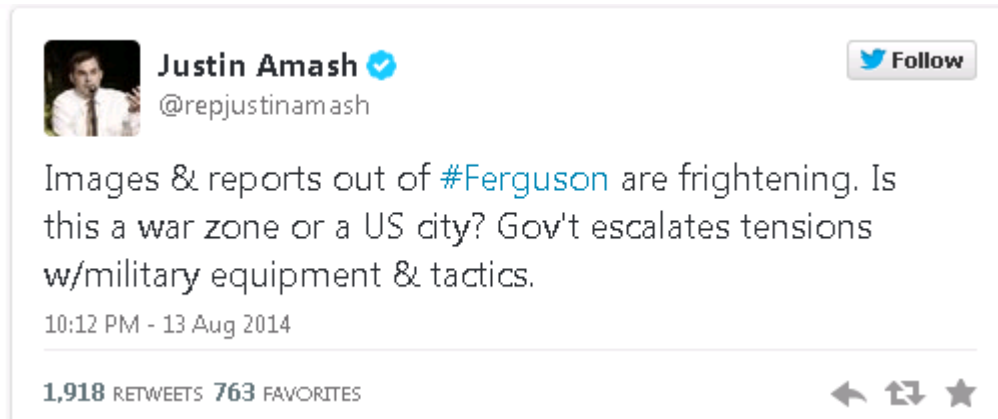 Justin Amash
Follow
@repjustinamash
Images & reports out of #Ferguson are frightening. Is
this a war zone or a US city? Gov't escalates tensions
w/military equipment & tactics.
10:12 PM - 13 Aug 2014
1,918 RETWEETS 763 FAVORITES